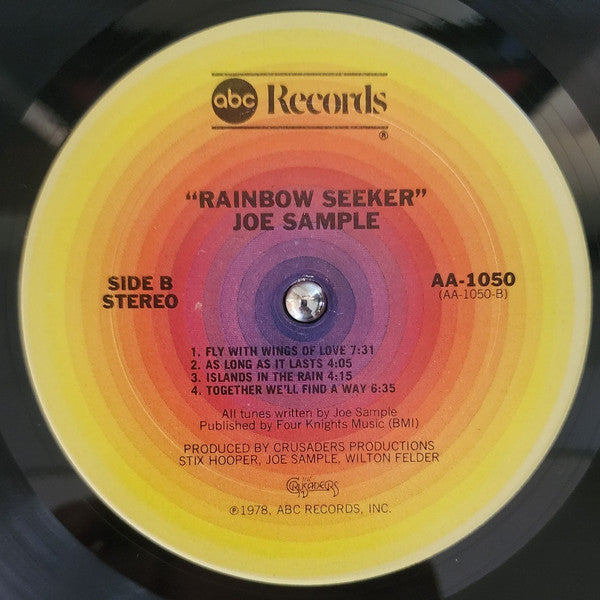 abc Records
®
"RAINBOW SEEKER"
JOE SAMPLE
SIDE B
STEREO
AA-1050
(AA-1050-B)
1. FLY WITH WINGS OF LOVE 7:31
2. AS LONG AS IT LASTS 4:05
3. ISLANDS IN THE RAIN 4:15
4. TOGETHER WE'LL FIND A WAY 6:35
All tunes written by Joe Sample
Published by Four Knights Music (BMI)
PRODUCED BY CRUSADERS PRODUCTIONS
STIX HOOPER, JOE SAMPLE, WILTON FELDER
THE
CRUSADERS
℗1978, ABC RECORDS, INC.